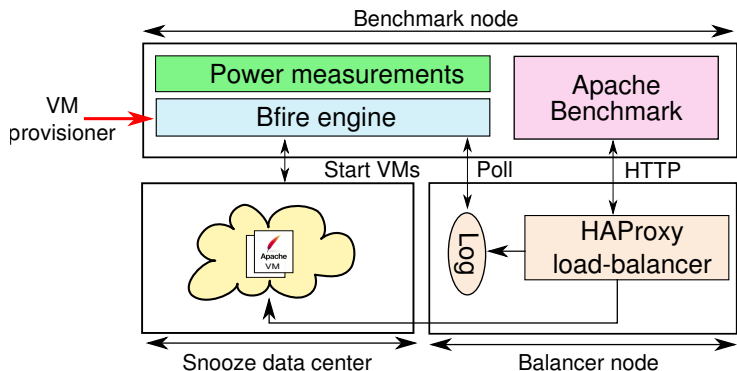 Benchmark node
Power measurements
Bfire engine
Apache
Benchmark
VM
provisioner
Start VMs
Poll
HTTP
Apache
VM
Log
HAProxy
load-balancer
Snooze data center
Balancer node